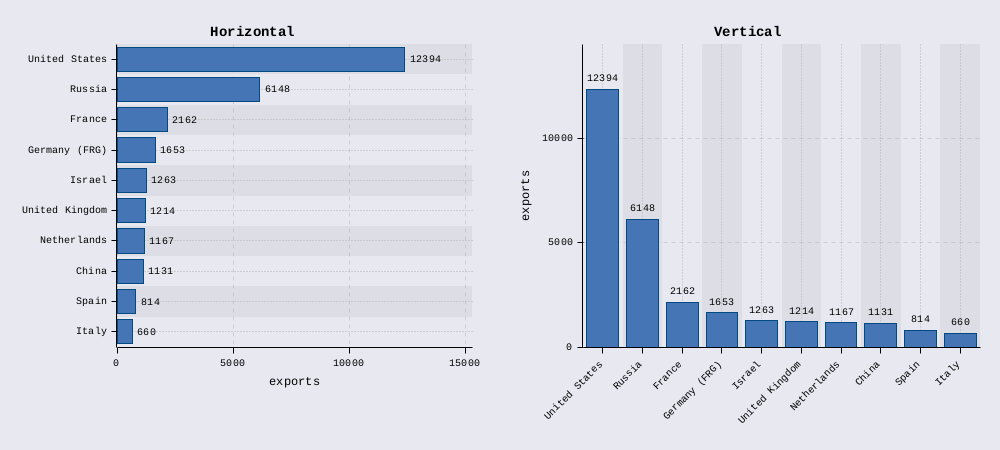 Horizontal
United States 12394
Russia 6148
France 2162
Germany (FRG) 1653
Israel 1263
United Kingdom 1214
Netherlands 1167
China 1131
Spain 814
Italy 660
0 5000 10000 15000
exports
Vertical
exports
10000
5000
0
12394 6148 2162 1653 1263 1214 1167 1131 814 660
United States Russia France Germany (FRG) Israel United Kingdom Netherlands China Spain Italy